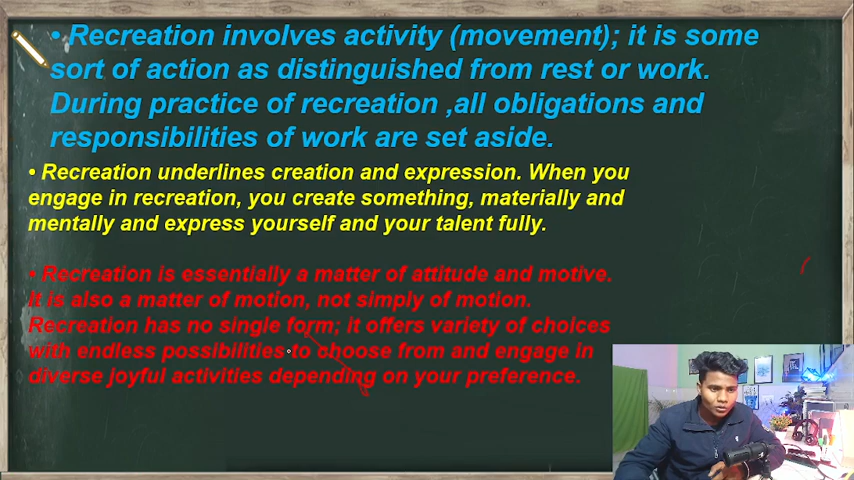 • Recreation involves activity (movement); it is some
sort of action as distinguished from rest or work.
During practice of recreation ,all obligations and
responsibilities of work are set aside.
• Recreation underlines creation and expression. When you
engage in recreation, you create something, materially and
mentally and express yourself and your talent fully.
• Recreation is essentially a matter of attitude and motive.
It is also a matter of motion, not simply of motion.
Recreation has no single form; it offers variety of choices
with endless possibilities to choose from and engage in
diverse joyful activities depending on your preference.